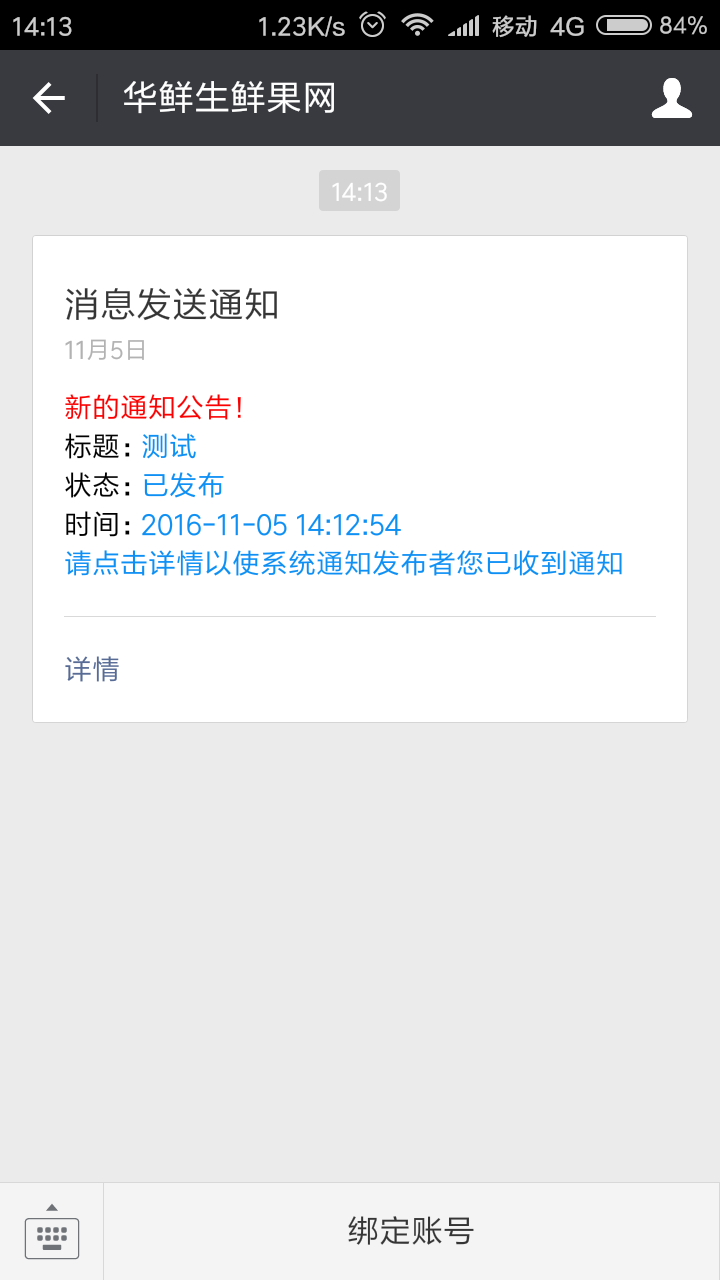 14:13 1.23K/s 移动 4G 84%
华鲜生鲜果网
14:13
消息发送通知
11月5日
新的通知公告!
标题:测试
状态:已发布
时间:2016-11-05 14:12:54
请点击详情以使系统通知发布者您已收到通知
详情
绑定账号